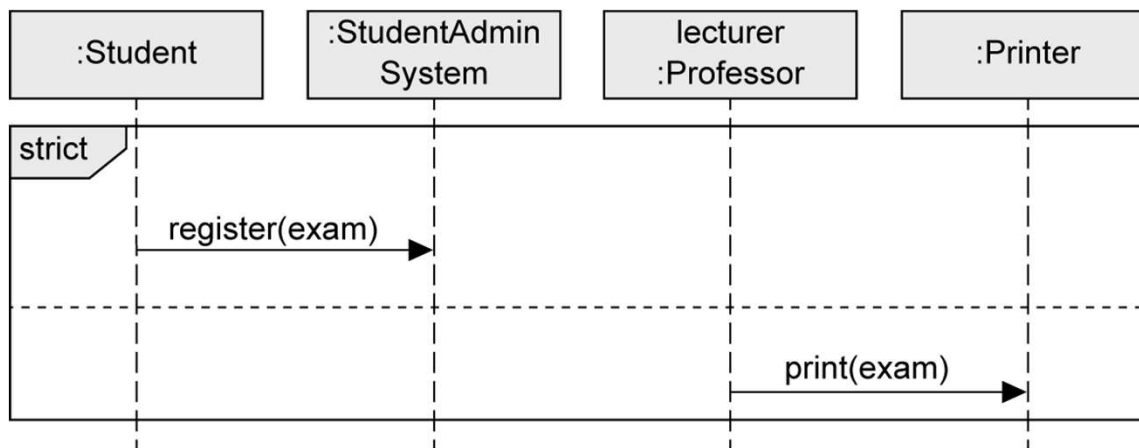 :Student
:StudentAdmin
System
lecturer
:Professor
:Printer
strict
register(exam)
print(exam)